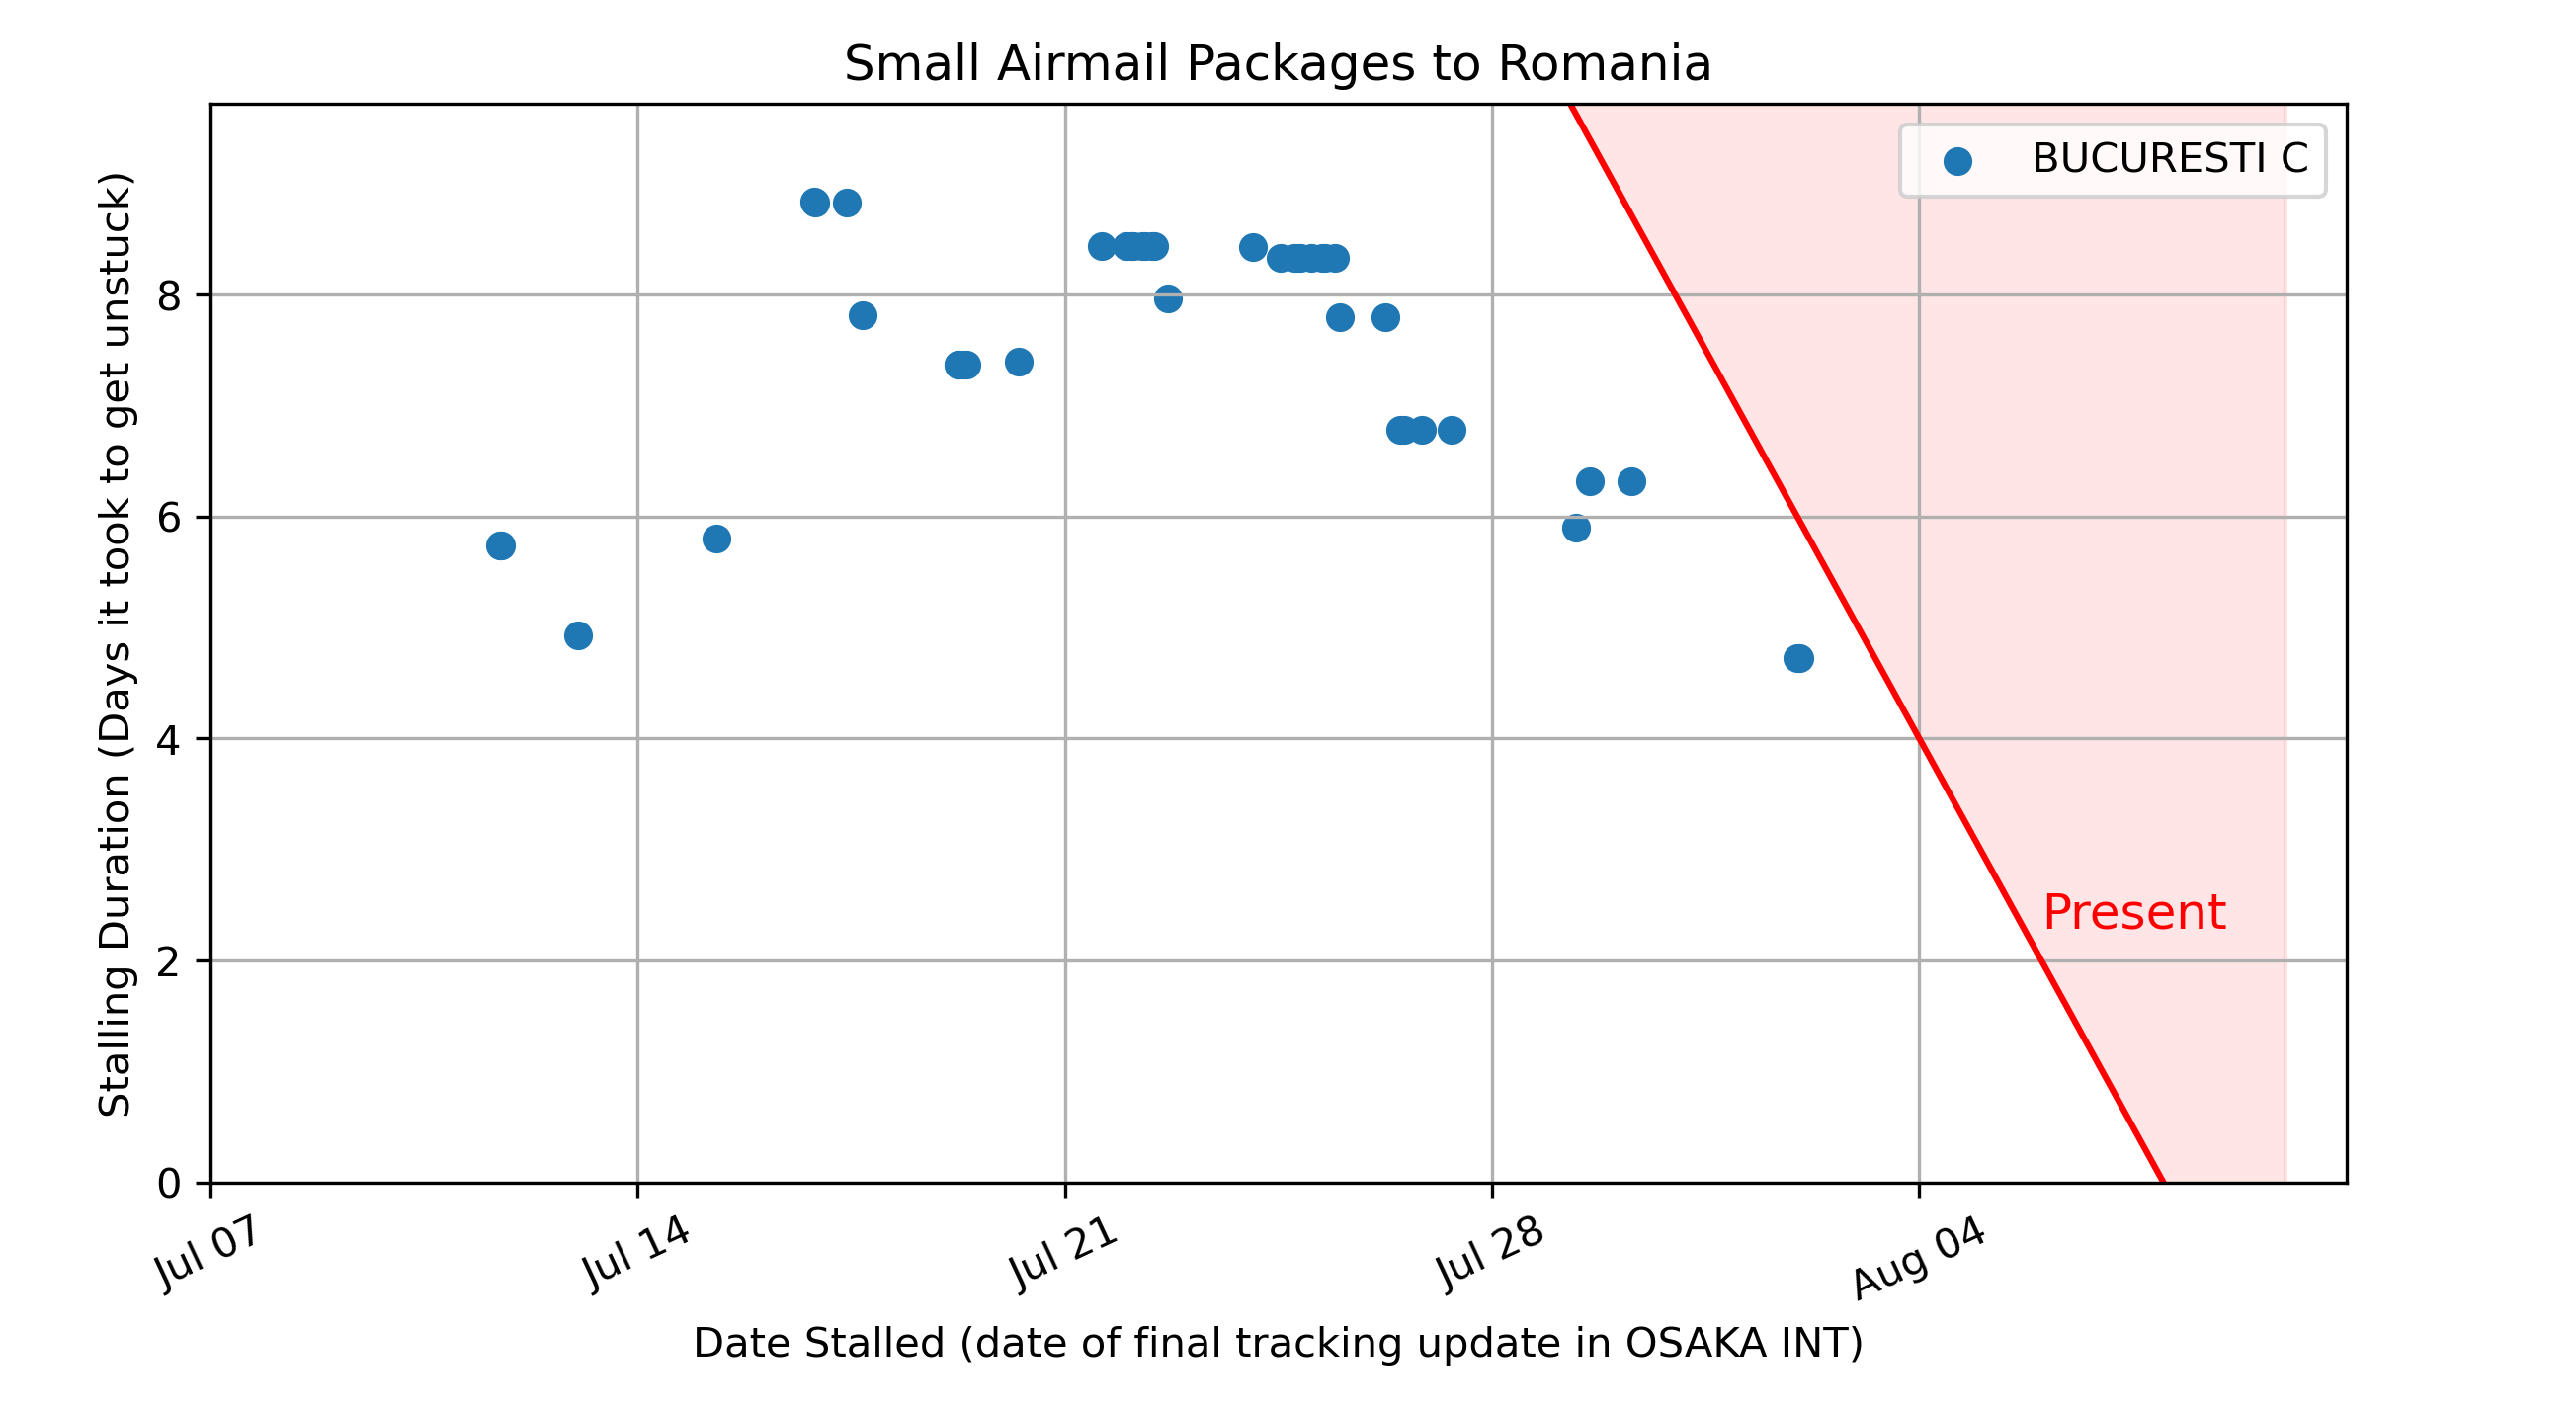 Small Airmail Packages to Romania
BUCURESTI C
Stalling Duration (Days it took to get unstuck)
8
6
4
2
0
Present
Jul 07
Jul 14
Jul 21
Jul 28
Aug 04
Date Stalled (date of final tracking update in OSAKA INT)